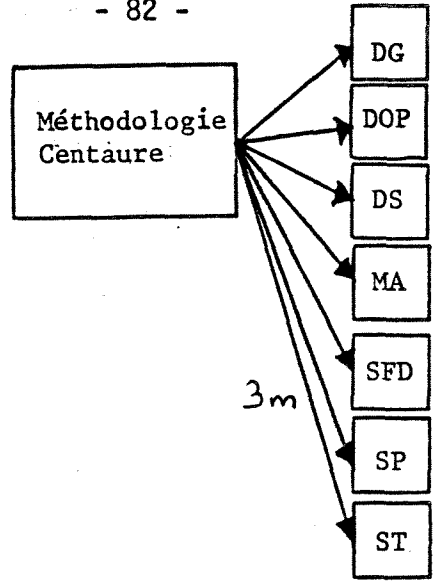 - 82 -
DG
Méthodologie
Centaure
DOP
DS
MA
SFD
3m
SP
ST